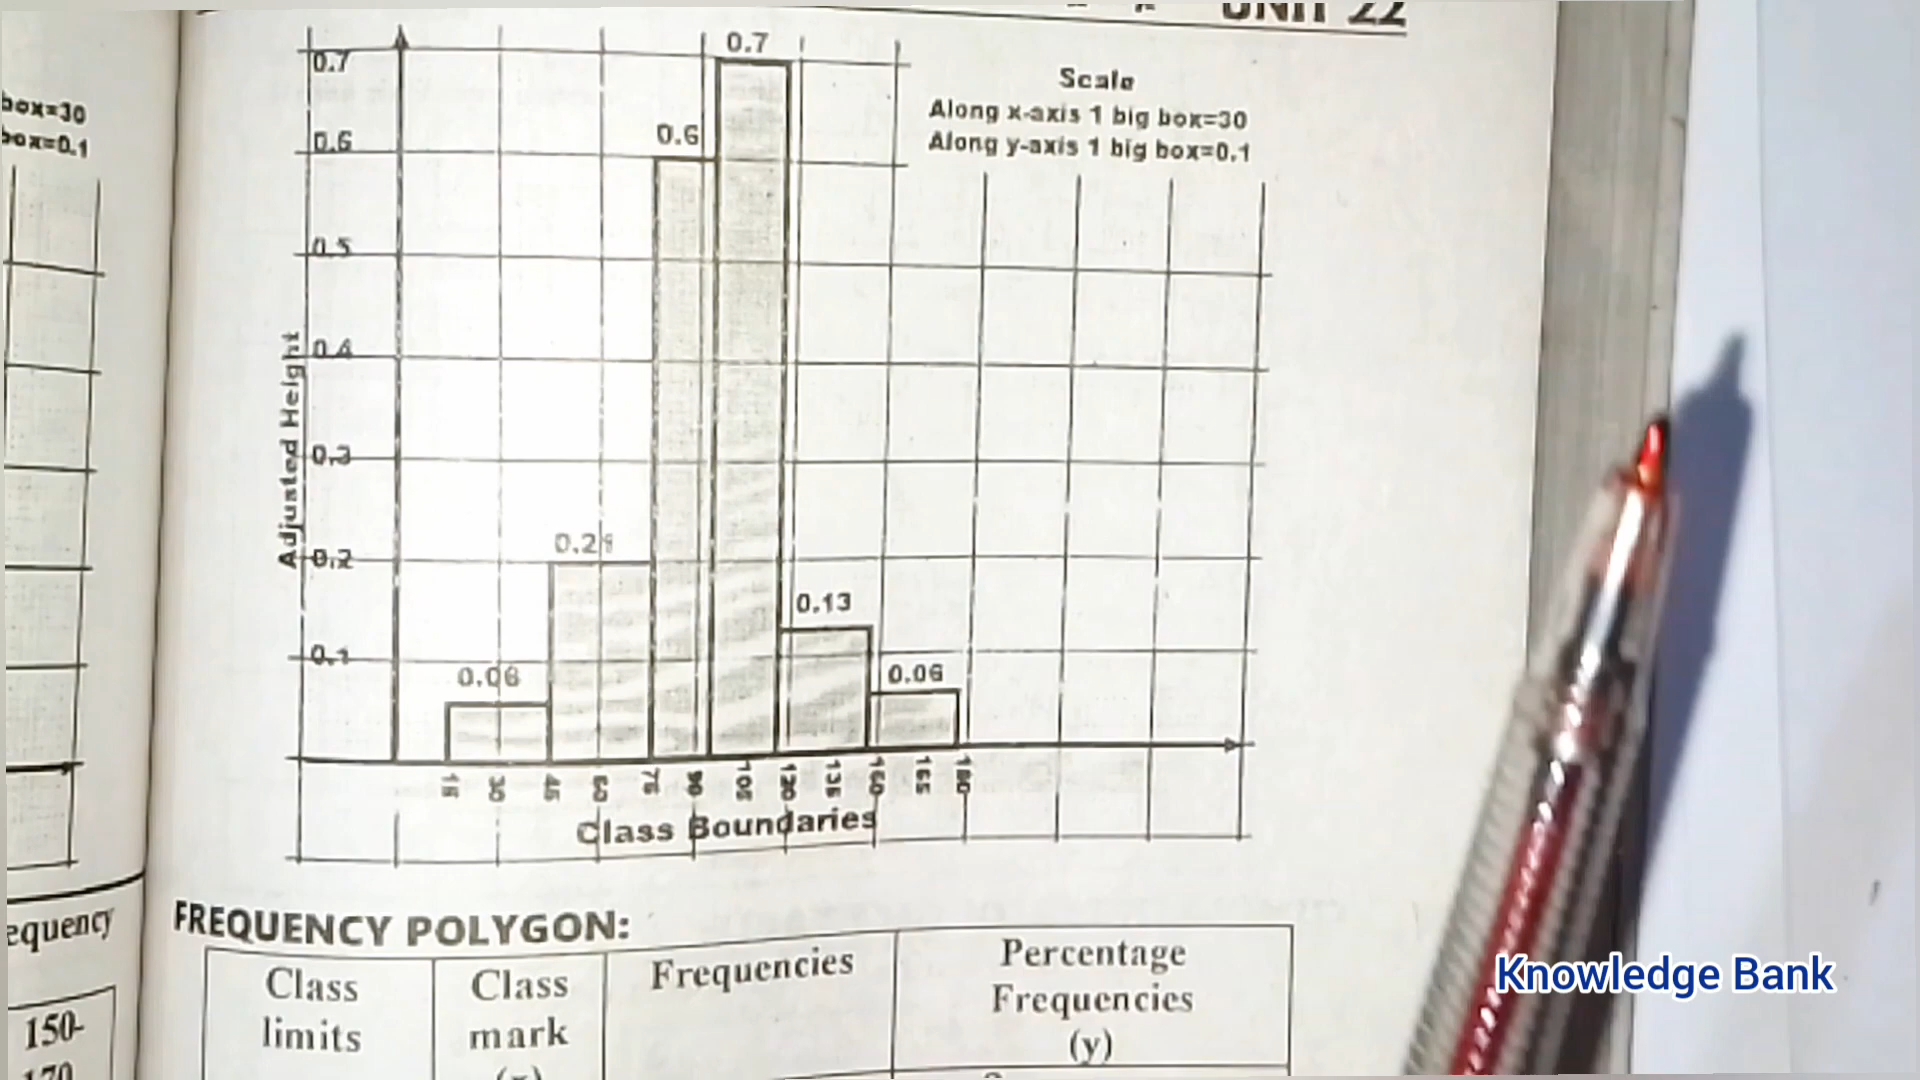 UNIT 22
box=30
box=0.1
0.7
0.7
0.6
0.6
0.5
0.4
0.3
0.2
0.1
Adjusted Height
Scale
Along x-axis 1 big box=30
Along y-axis 1 big box=0.1
0.06
0.13
0.06
15 30 45 60 75 90 105 120 135 160 165 180
Class Boundaries
equency
150-
170
FREQUENCY POLYGON:
Class
limits
Class
mark
Frequencies
Percentage
Frequencies
(y)
Knowledge Bank